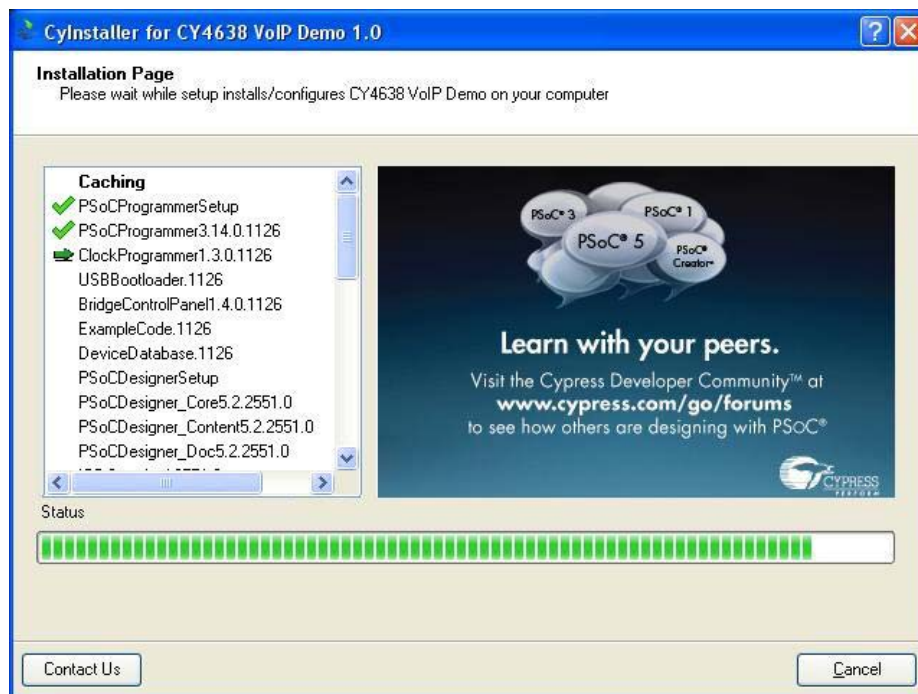 CyInstaller for CY4638 VoIP Demo 1.0
Installation Page
Please wait while setup installs/configures CY4638 VoIP Demo on your computer
Caching
PSoCProgrammerSetup
PSoCProgrammer3.14.0.1126
ClockProgrammer1.3.0.1126
USBBootloader.1126
BridgeControlPanel1.4.0.1126
ExampleCode.1126
DeviceDatabase.1126
PSoCDesignerSetup
PSoCDesigner_Core5.2.2551.0
PSoCDesigner_Content5.2.2551.0
PSoCDesigner_Doc5.2.2551.0
PSoC® 3
PSoC® 1
PSoC® 5
PSoC®
Creator™
Learn with your peers.
Visit the Cypress Developer Community™ at
www.cypress.com/go/forums
to see how others are designing with PSOC®
CYPRESS
PERFORM
Status
Contact Us
Cancel